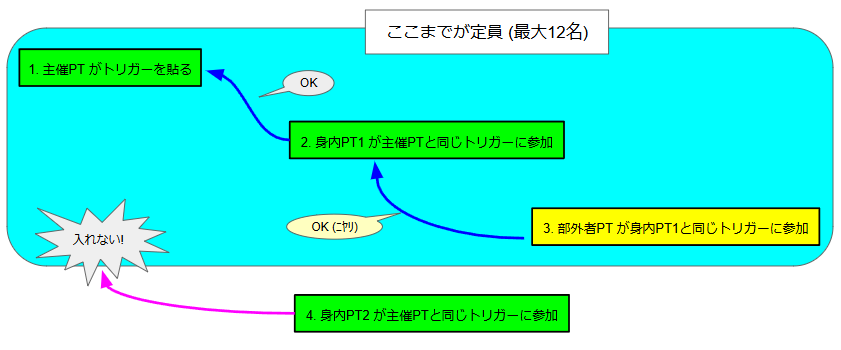 ここまでが定員 (最大12名)
1. 主催PT がトリガーを貼る
OK
2. 身内PT1 が主催PTと同じトリガーに参加
OK (ﾆﾔﾘ)
3. 部外者PT が身内PT1と同じトリガーに参加
入れない!
4. 身内PT2 が主催PTと同じトリガーに参加